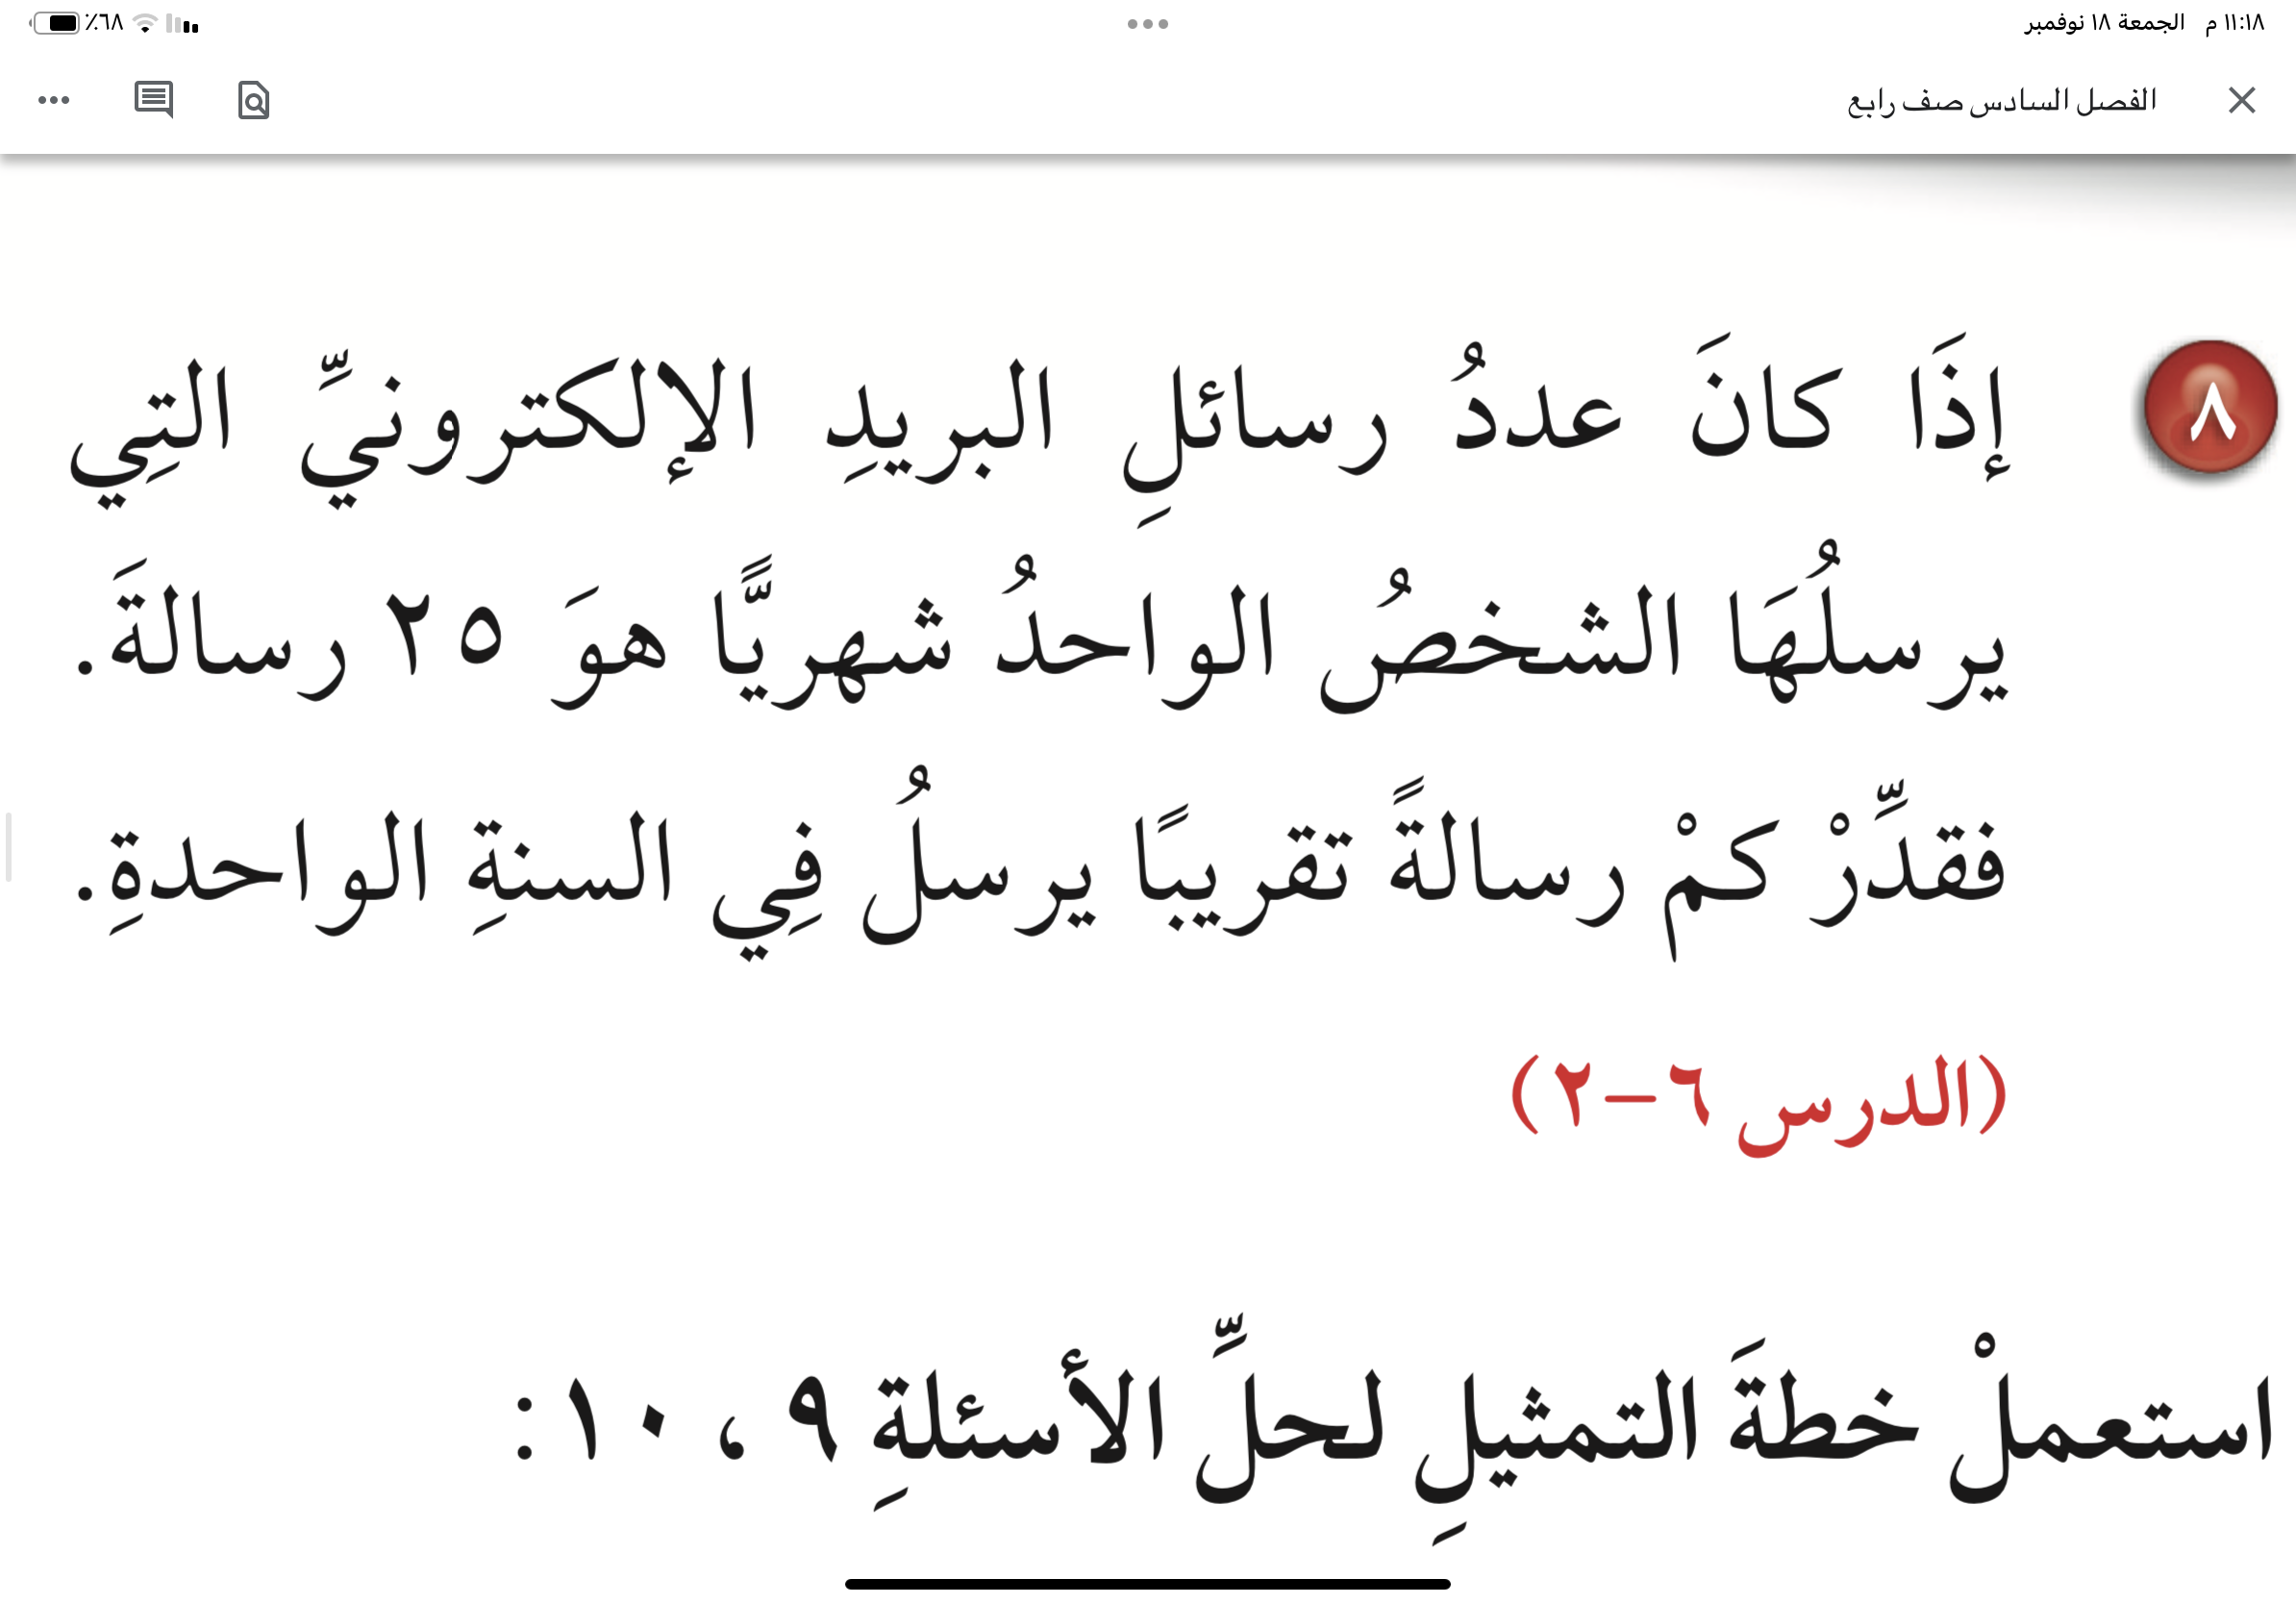 ١١:١٨ م الجمعة ١٨ نوفمبر
٪٦٨
الفصل السادس صف رابع
٨ إِذَا كانَ عددُ رسائلِ البريدِ الإلكترونيِّ التِي
يرسلُهَا الشخصُ الواحدُ شهريًّا هوَ ٢٥ رسالةَ.
فقدِّرْ كمْ رسالةً تقريبًا يرسلُ فِي السنةِ الواحدةِ.
(الدرس ٦–٢)
استعملْ خطةَ التمثيلِ لحلِّ الأسئلةِ ٩ ، ١٠ :